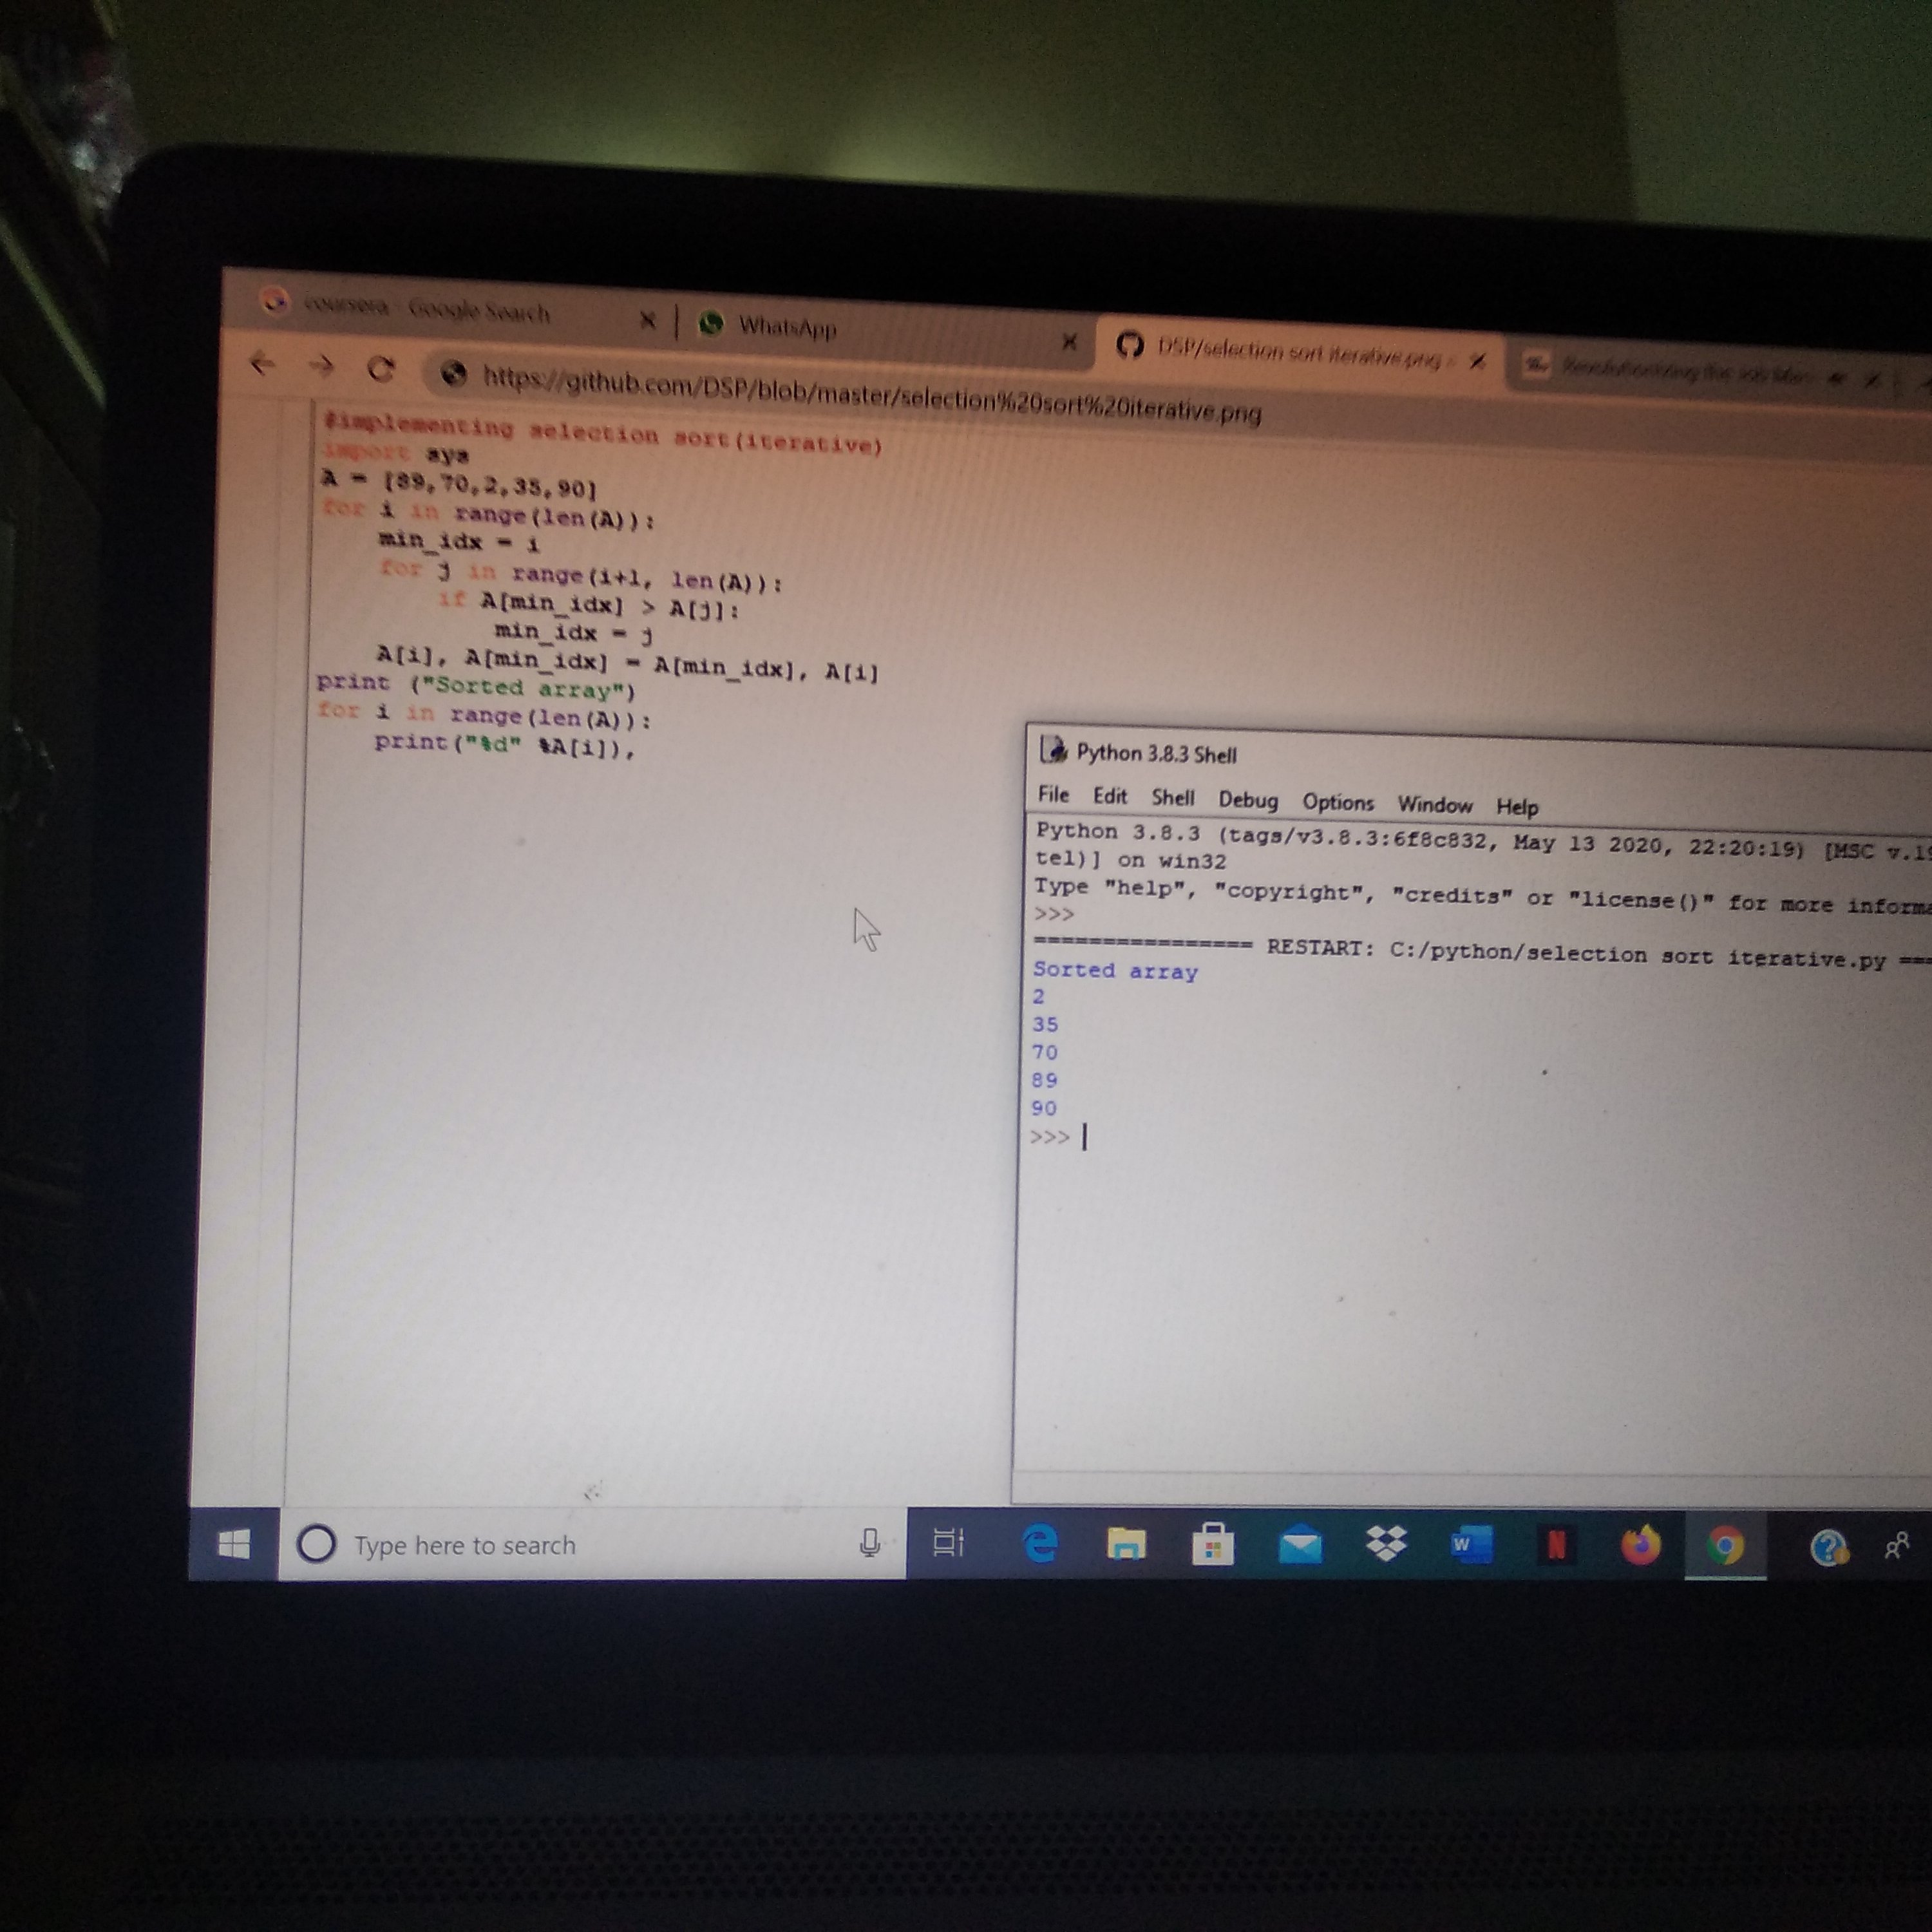 coursera - Google Search
WhatsApp
DSP/selection sort iterative.png
https://github.com/DSP/blob/master/selection%20sort%20iterative.png
#implementing selection sort(iterative)
import sys
A = [89,70,2,35,90]
for i in range(len(A)):
    min_idx = i
    for j in range(i+1, len(A)):
        if A[min_idx] > A[j]:
            min_idx = j
    A[i], A[min_idx] = A[min_idx], A[i]
print ("Sorted array")
for i in range(len(A)):
    print("%d" %A[i]),
Python 3.8.3 Shell
File Edit Shell Debug Options Window Help
Python 3.8.3 (tags/v3.8.3:6f8c832, May 13 2020, 22:20:19) [MSC v.19
tel)] on win32
Type "help", "copyright", "credits" or "license()" for more informa
>>>
================ RESTART: C:/python/selection sort iterative.py ===
Sorted array
2
35
70
89
90
>>>
Type here to search